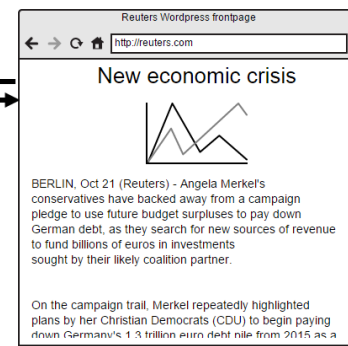 Reuters Wordpress frontpage
http://reuters.com
New economic crisis
BERLIN, Oct 21 (Reuters) - Angela Merkel's
conservatives have backed away from a campaign
pledge to use future budget surpluses to pay down
German debt, as they search for new sources of revenue
to fund billions of euros in investments
sought by their likely coalition partner.
On the campaign trail, Merkel repeatedly highlighted
plans by her Christian Democrats (CDU) to begin paying
down Germany's 1.3 trillion euro debt pile from 2015 as a